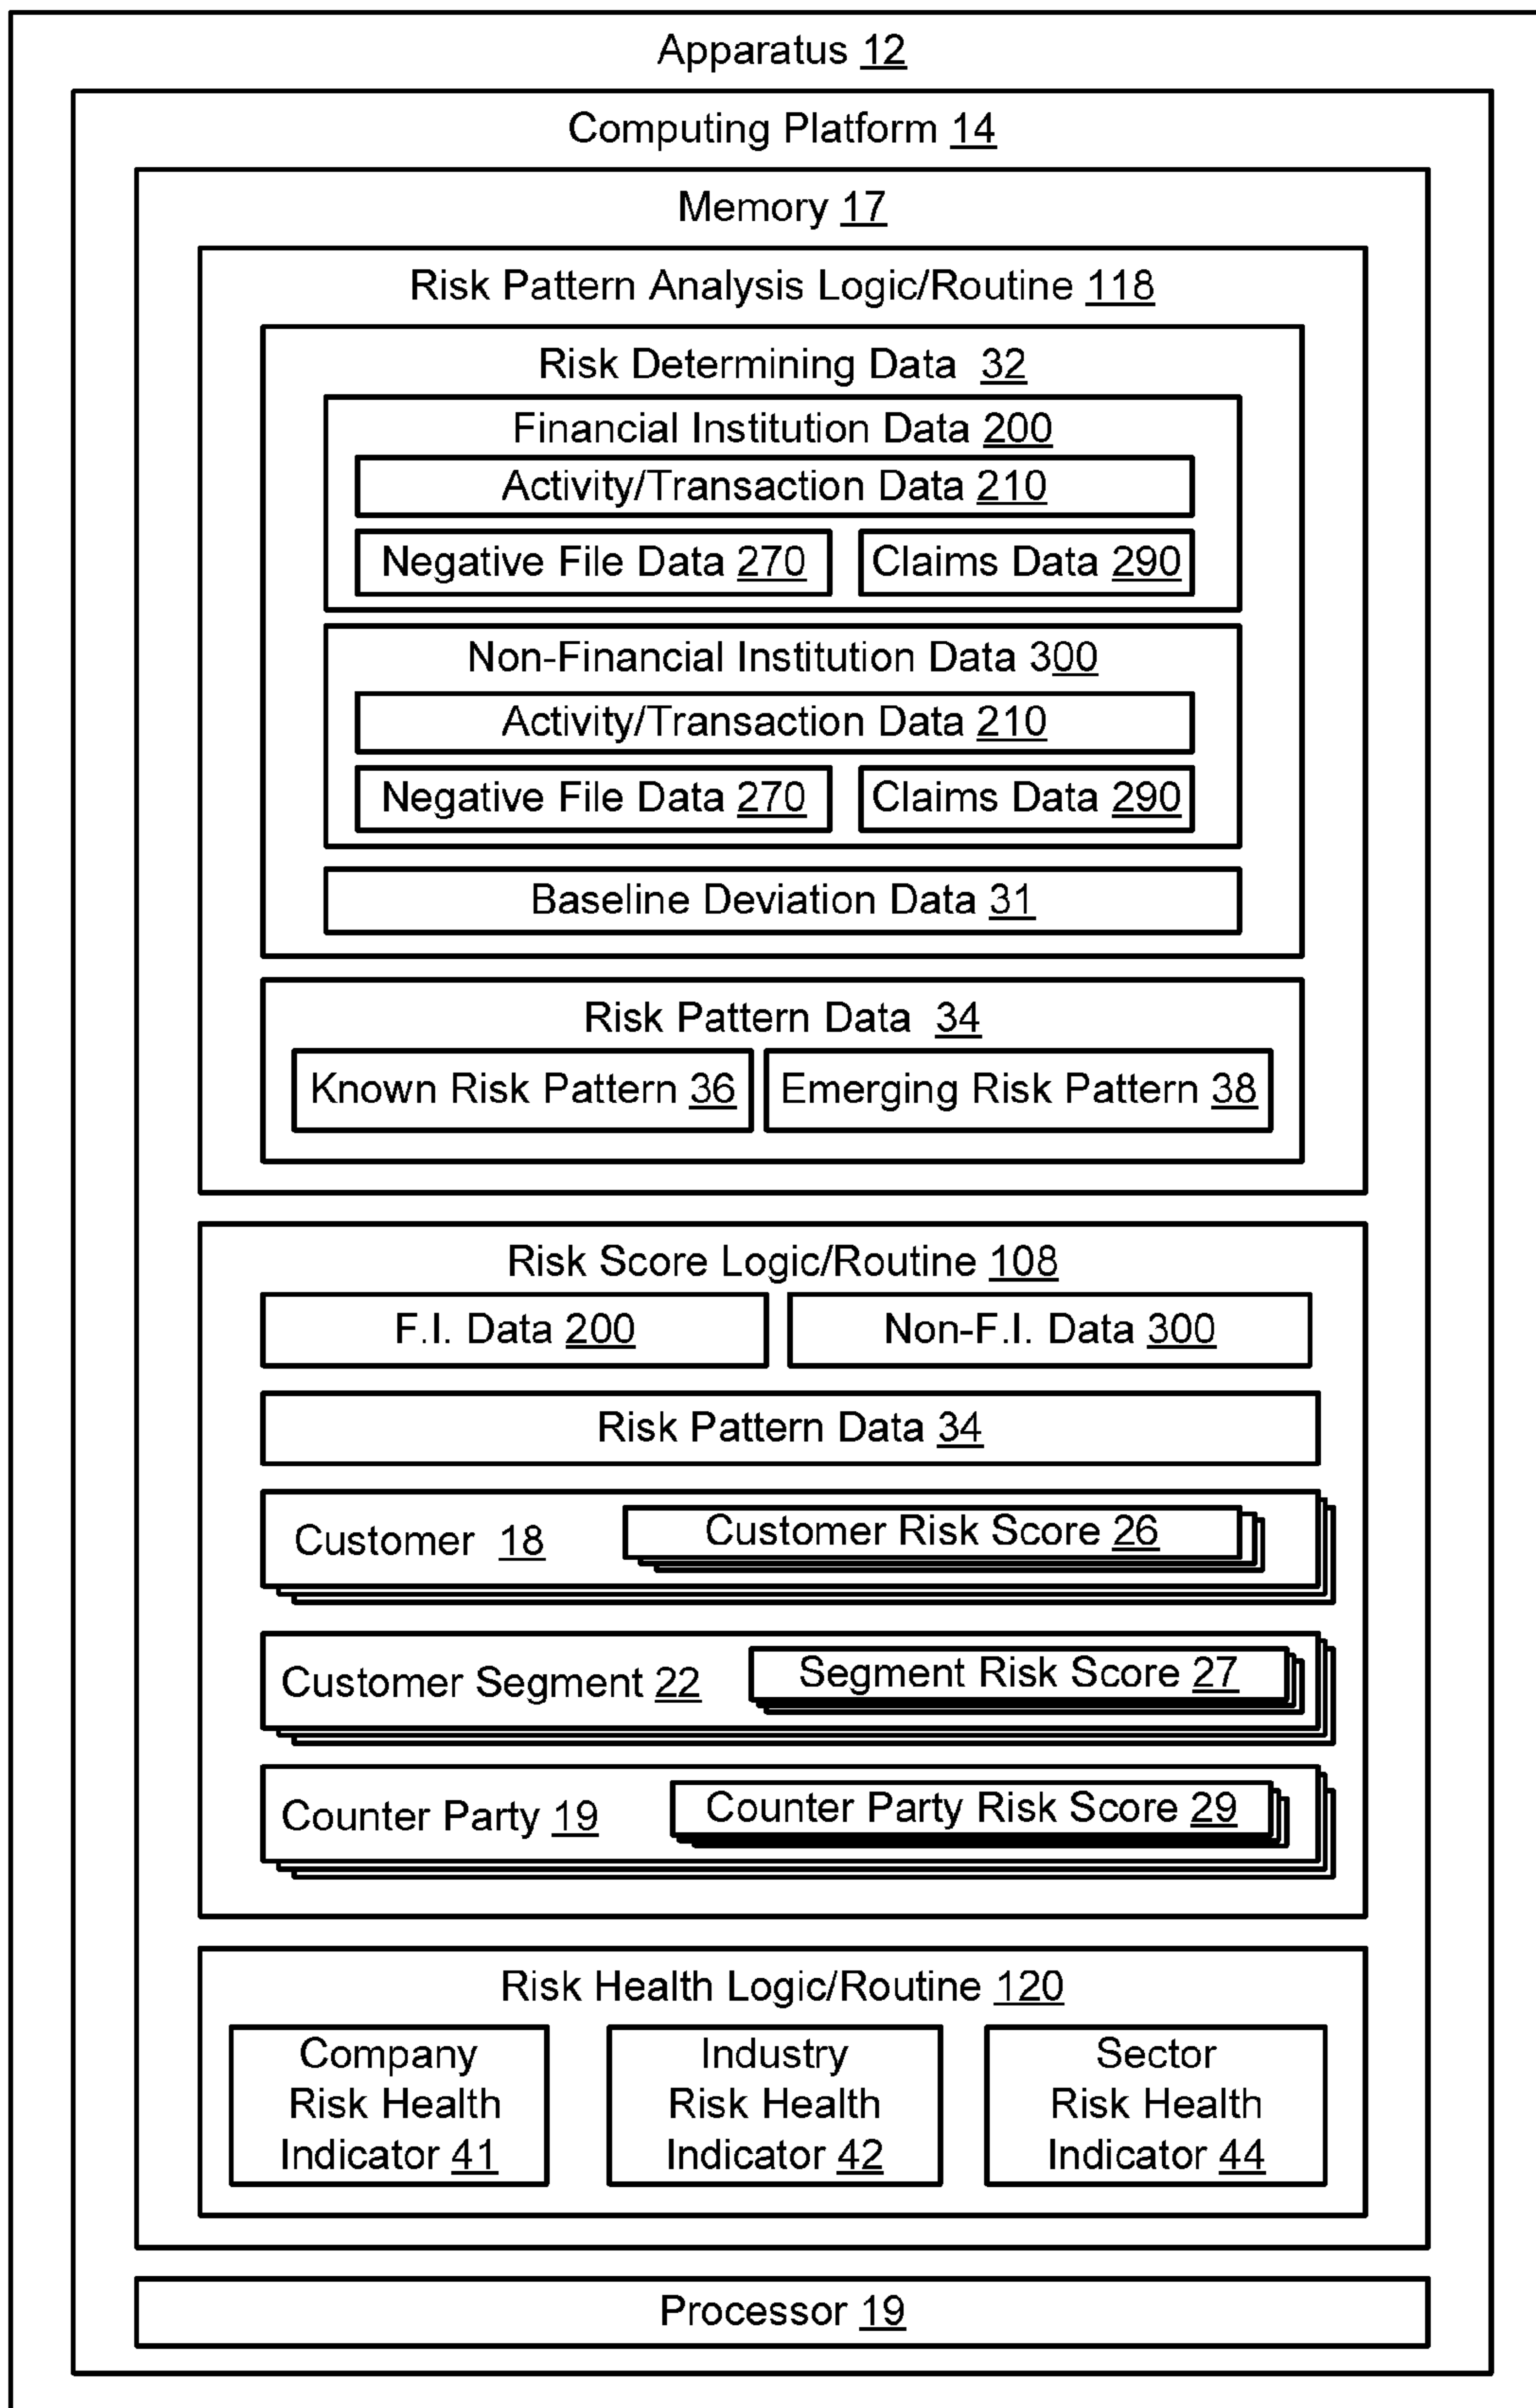 Apparatus 12
Computing Platform 14
Memory 17
Risk Pattern Analysis Logic/Routine 118
Risk Determining Data 32
Financial Institution Data 200
Activity/Transaction Data 210
Negative File Data 270
Claims Data 290
Non-Financial Institution Data 300
Activity/Transaction Data 210
Negative File Data 270
Claims Data 290
Baseline Deviation Data 31
Risk Pattern Data 34
Known Risk Pattern 36
Emerging Risk Pattern 38
Risk Score Logic/Routine 108
F.I. Data 200
Non-F.I. Data 300
Risk Pattern Data 34
Customer 18
Customer Risk Score 26
Customer Segment 22
Segment Risk Score 27
Counter Party 19
Counter Party Risk Score 29
Risk Health Logic/Routine 120
Company
Risk Health
Indicator 41
Industry
Risk Health
Indicator 42
Sector
Risk Health
Indicator 44
Processor 19